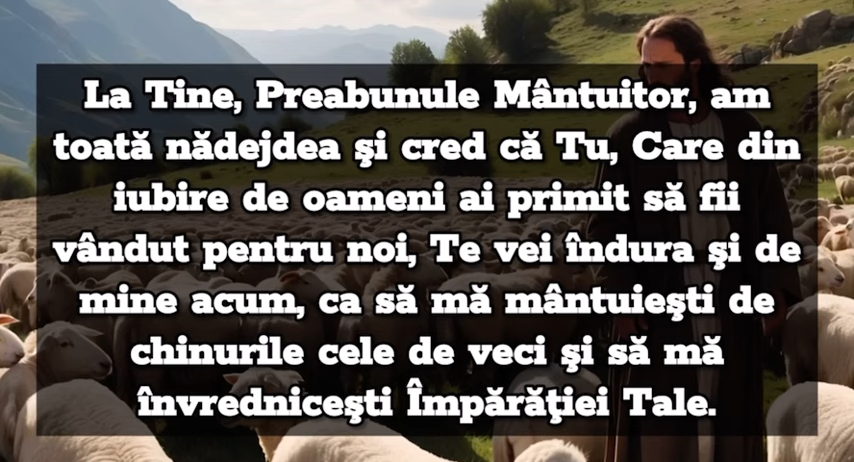 La Tine, Preabunule Mântuitor, am
toată nădejdea şi cred că Tu, Care din
iubire de oameni ai primit să fii
vândut pentru noi, Te vei îndura şi de
mine acum, ca să mă mântuieşti de
chinurile cele de veci şi să mă
învredniceşti Împărăţiei Tale.